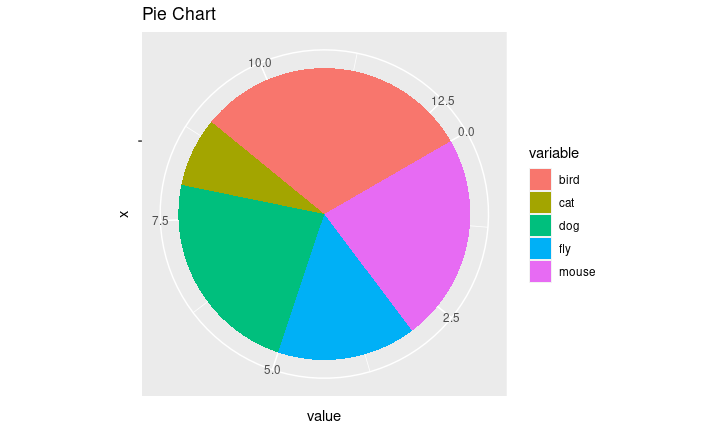 Pie Chart
10.0
12.5
0.0
7.5
2.5
5.0
x
value
variable
bird
cat
dog
fly
mouse